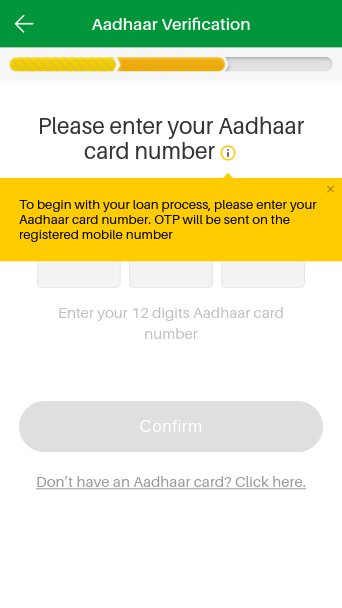 Aadhaar Verification
Please enter your Aadhaar
card number
To begin with your loan process, please enter your
Aadhaar card number. OTP will be sent on the
registered mobile number
Enter your 12 digits Aadhaar card
number
Confirm
Don’t have an Aadhaar card? Click here.